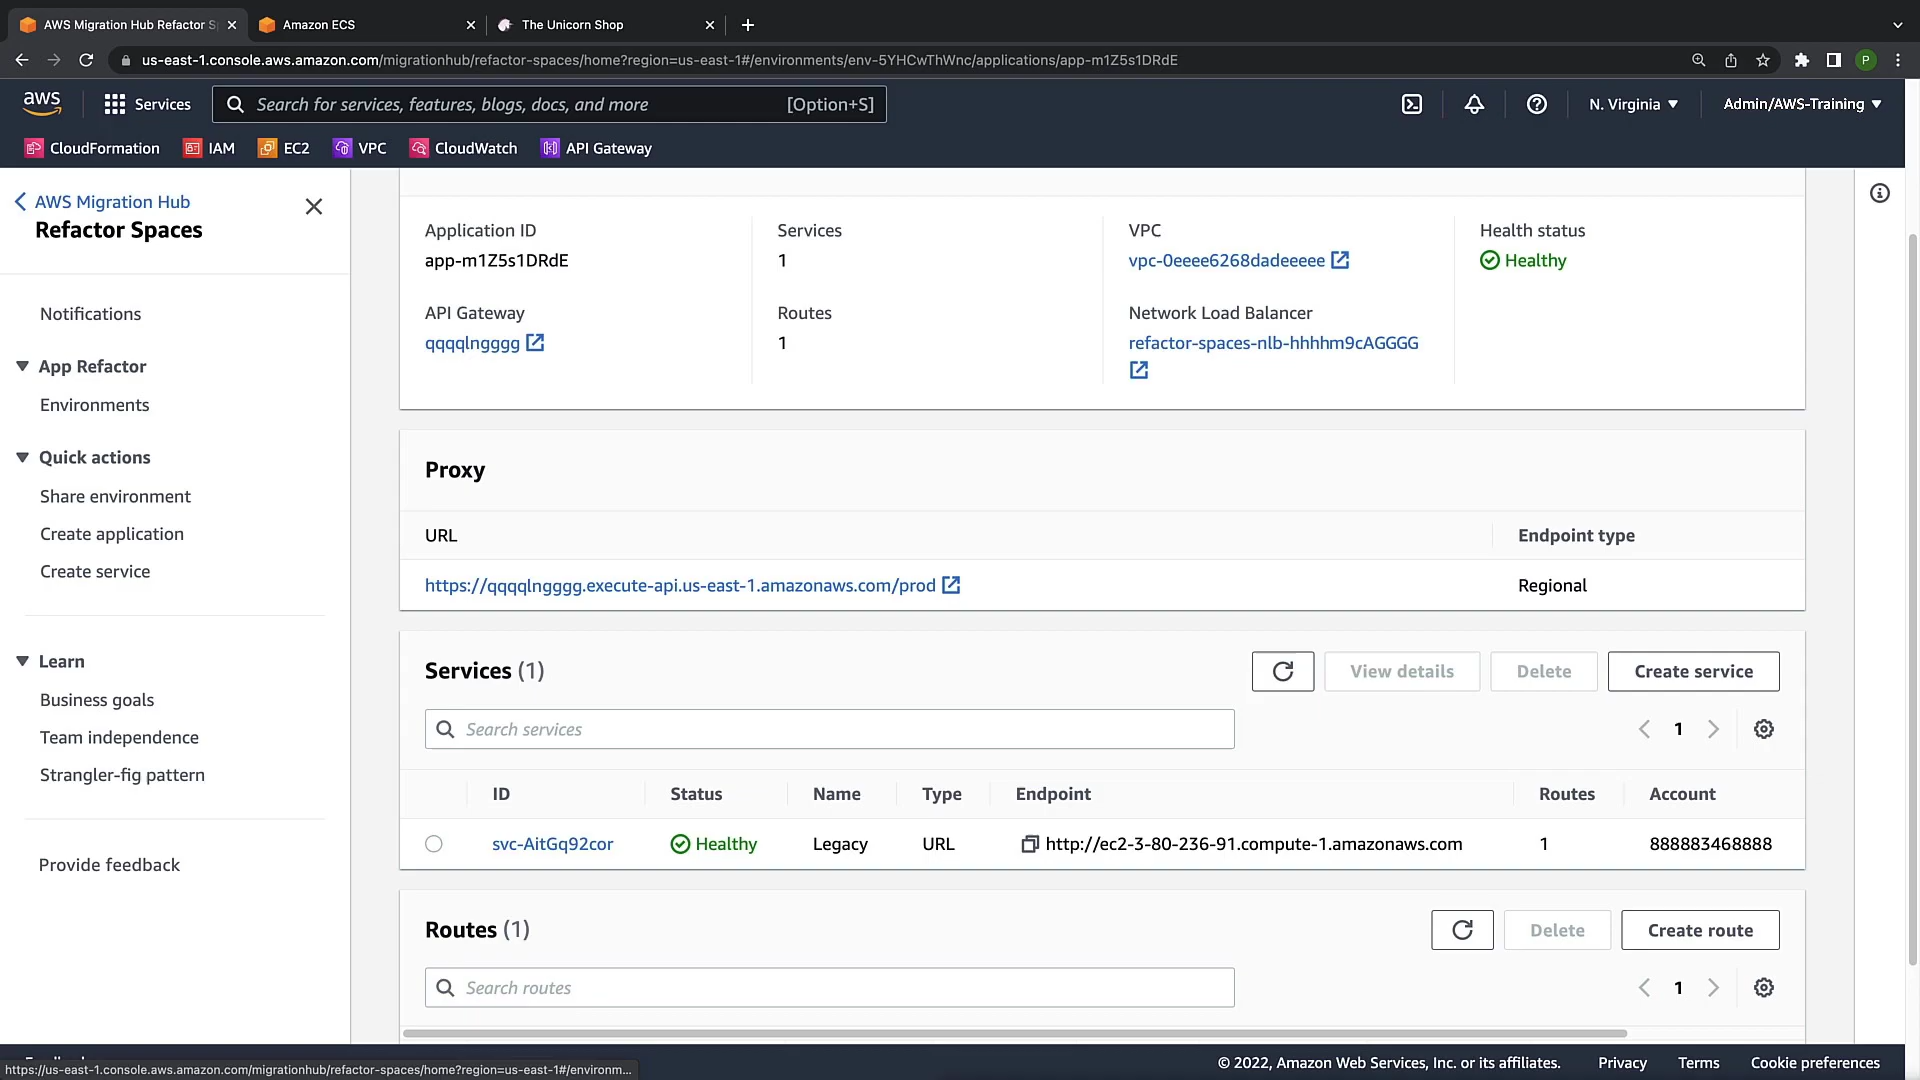 AWS Migration Hub Refactor S
Amazon ECS
The Unicorn Shop
us-east-1.console.aws.amazon.com/migrationhub/refactor-spaces/home?region=us-east-1#/environments/env-5YHCwThWnc/applications/app-m1Z5s1DRdE
P
aws
Services
Search for services, features, blogs, docs, and more
[Option+S]
N. Virginia
Admin/AWS-Training
CloudFormation
IAM
EC2
VPC
CloudWatch
API Gateway
AWS Migration Hub
Refactor Spaces
Notifications
App Refactor
Environments
Quick actions
Share environment
Create application
Create service
Learn
Business goals
Team independence
Strangler-fig pattern
Provide feedback
Application ID
app-m1Z5s1DRdE
API Gateway
qqqqlngggg
Services
1
Routes
1
VPC
vpc-0eeee6268dadeeeee
Network Load Balancer
refactor-spaces-nlb-hhhhm9cAGGGG
Health status
Healthy
Proxy
URL
Endpoint type
https://qqqqlngggg.execute-api.us-east-1.amazonaws.com/prod
Regional
Services (1)
View details
Delete
Create service
Search services
1
ID
Status
Name
Type
Endpoint
Routes
Account
svc-AitGq92cor
Healthy
Legacy
URL
http://ec2-3-80-236-91.compute-1.amazonaws.com
1
888883468888
Routes (1)
Delete
Create route
Search routes
1
© 2022, Amazon Web Services, Inc. or its affiliates.
Privacy
Terms
Cookie preferences
https://us-east-1.console.aws.amazon.com/migrationhub/refactor-spaces/home?region=us-east-1#/environm...